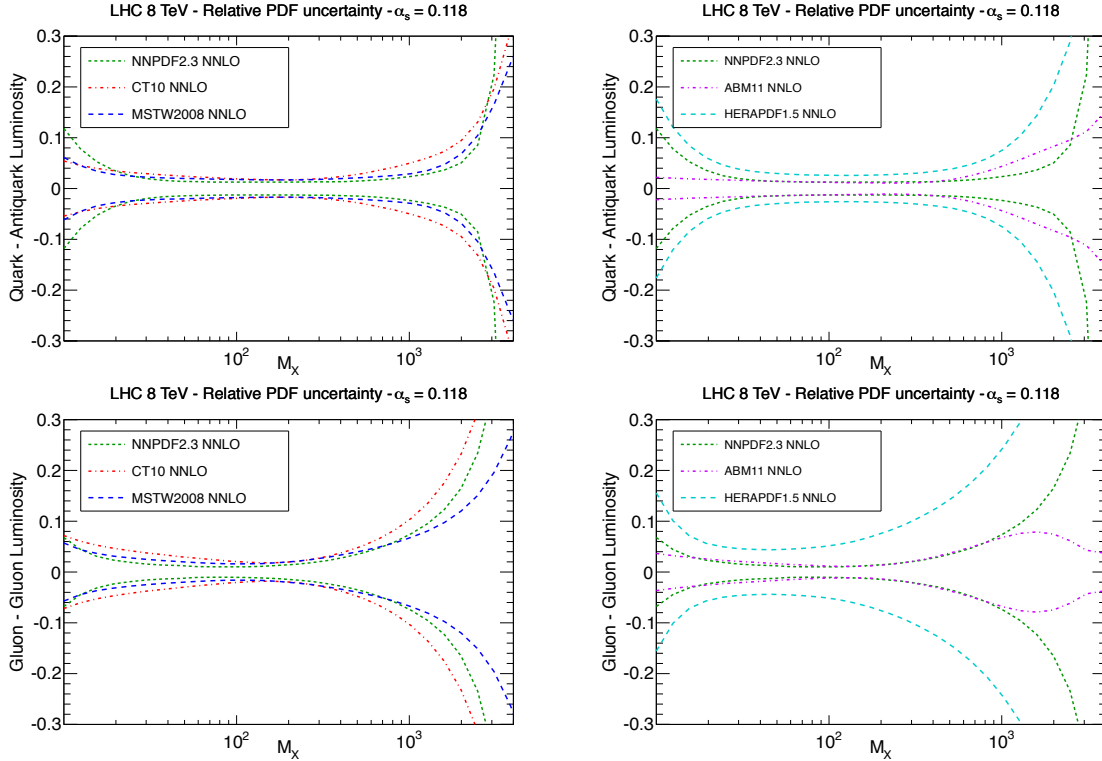 LHC 8 TeV - Relative PDF uncertainty - αs = 0.118
Quark - Antiquark Luminosity
0.3
0.2
0.1
0
-0.1
-0.2
-0.3
NNPDF2.3 NNLO
CT10 NNLO
MSTW2008 NNLO
10²
10³
M_X
LHC 8 TeV - Relative PDF uncertainty - αs = 0.118
Quark - Antiquark Luminosity
0.3
0.2
0.1
0
-0.1
-0.2
-0.3
NNPDF2.3 NNLO
ABM11 NNLO
HERAPDF1.5 NNLO
10²
10³
M_X
LHC 8 TeV - Relative PDF uncertainty - αs = 0.118
Gluon - Gluon Luminosity
0.3
0.2
0.1
0
-0.1
-0.2
-0.3
NNPDF2.3 NNLO
CT10 NNLO
MSTW2008 NNLO
10²
10³
M_X
LHC 8 TeV - Relative PDF uncertainty - αs = 0.118
Gluon - Gluon Luminosity
0.3
0.2
0.1
0
-0.1
-0.2
-0.3
NNPDF2.3 NNLO
ABM11 NNLO
HERAPDF1.5 NNLO
10²
10³
M_X